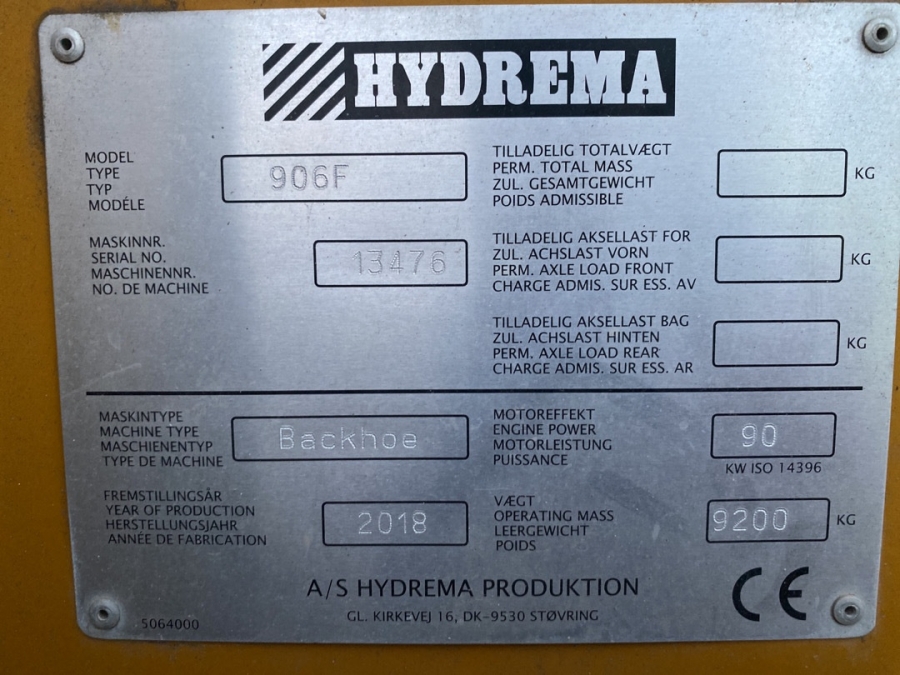 HYDREMA
MODEL
TYPE
TYP
MODÉLE
906F
TILLADELIG TOTALVÆGT
PERM. TOTAL MASS
ZUL. GESAMTGEWICHT
POIDS ADMISSIBLE
KG
MASKINNR.
SERIAL NO.
MASCHINENNR.
NO. DE MACHINE
13476
TILLADELIG AKSELLAST FOR
ZUL. ACHSLAST VORN
PERM. AXLE LOAD FRONT
CHARGE ADMIS. SUR ESS. AV
KG
TILLADELIG AKSELLAST BAG
ZUL. ACHSLAST HINTEN
PERM. AXLE LOAD REAR
CHARGE ADMIS. SUR ESS. AR
KG
MASKINTYPE
MACHINE TYPE
MASCHIENENTYP
TYPE DE MACHINE
Backhoe
MOTOREFFEKT
ENGINE POWER
MOTORLEISTUNG
PUISSANCE
90
KW ISO 14396
FREMSTILLINGSÅR
YEAR OF PRODUCTION
HERSTELLUNGSJAHR
ANNÉE DE FABRICATION
2018
VÆGT
OPERATING MASS
LEERGEWICHT
POIDS
9200
KG
A/S HYDREMA PRODUKTION
GL. KIRKEVEJ 16, DK-9530 STØVRING
CE
5064000